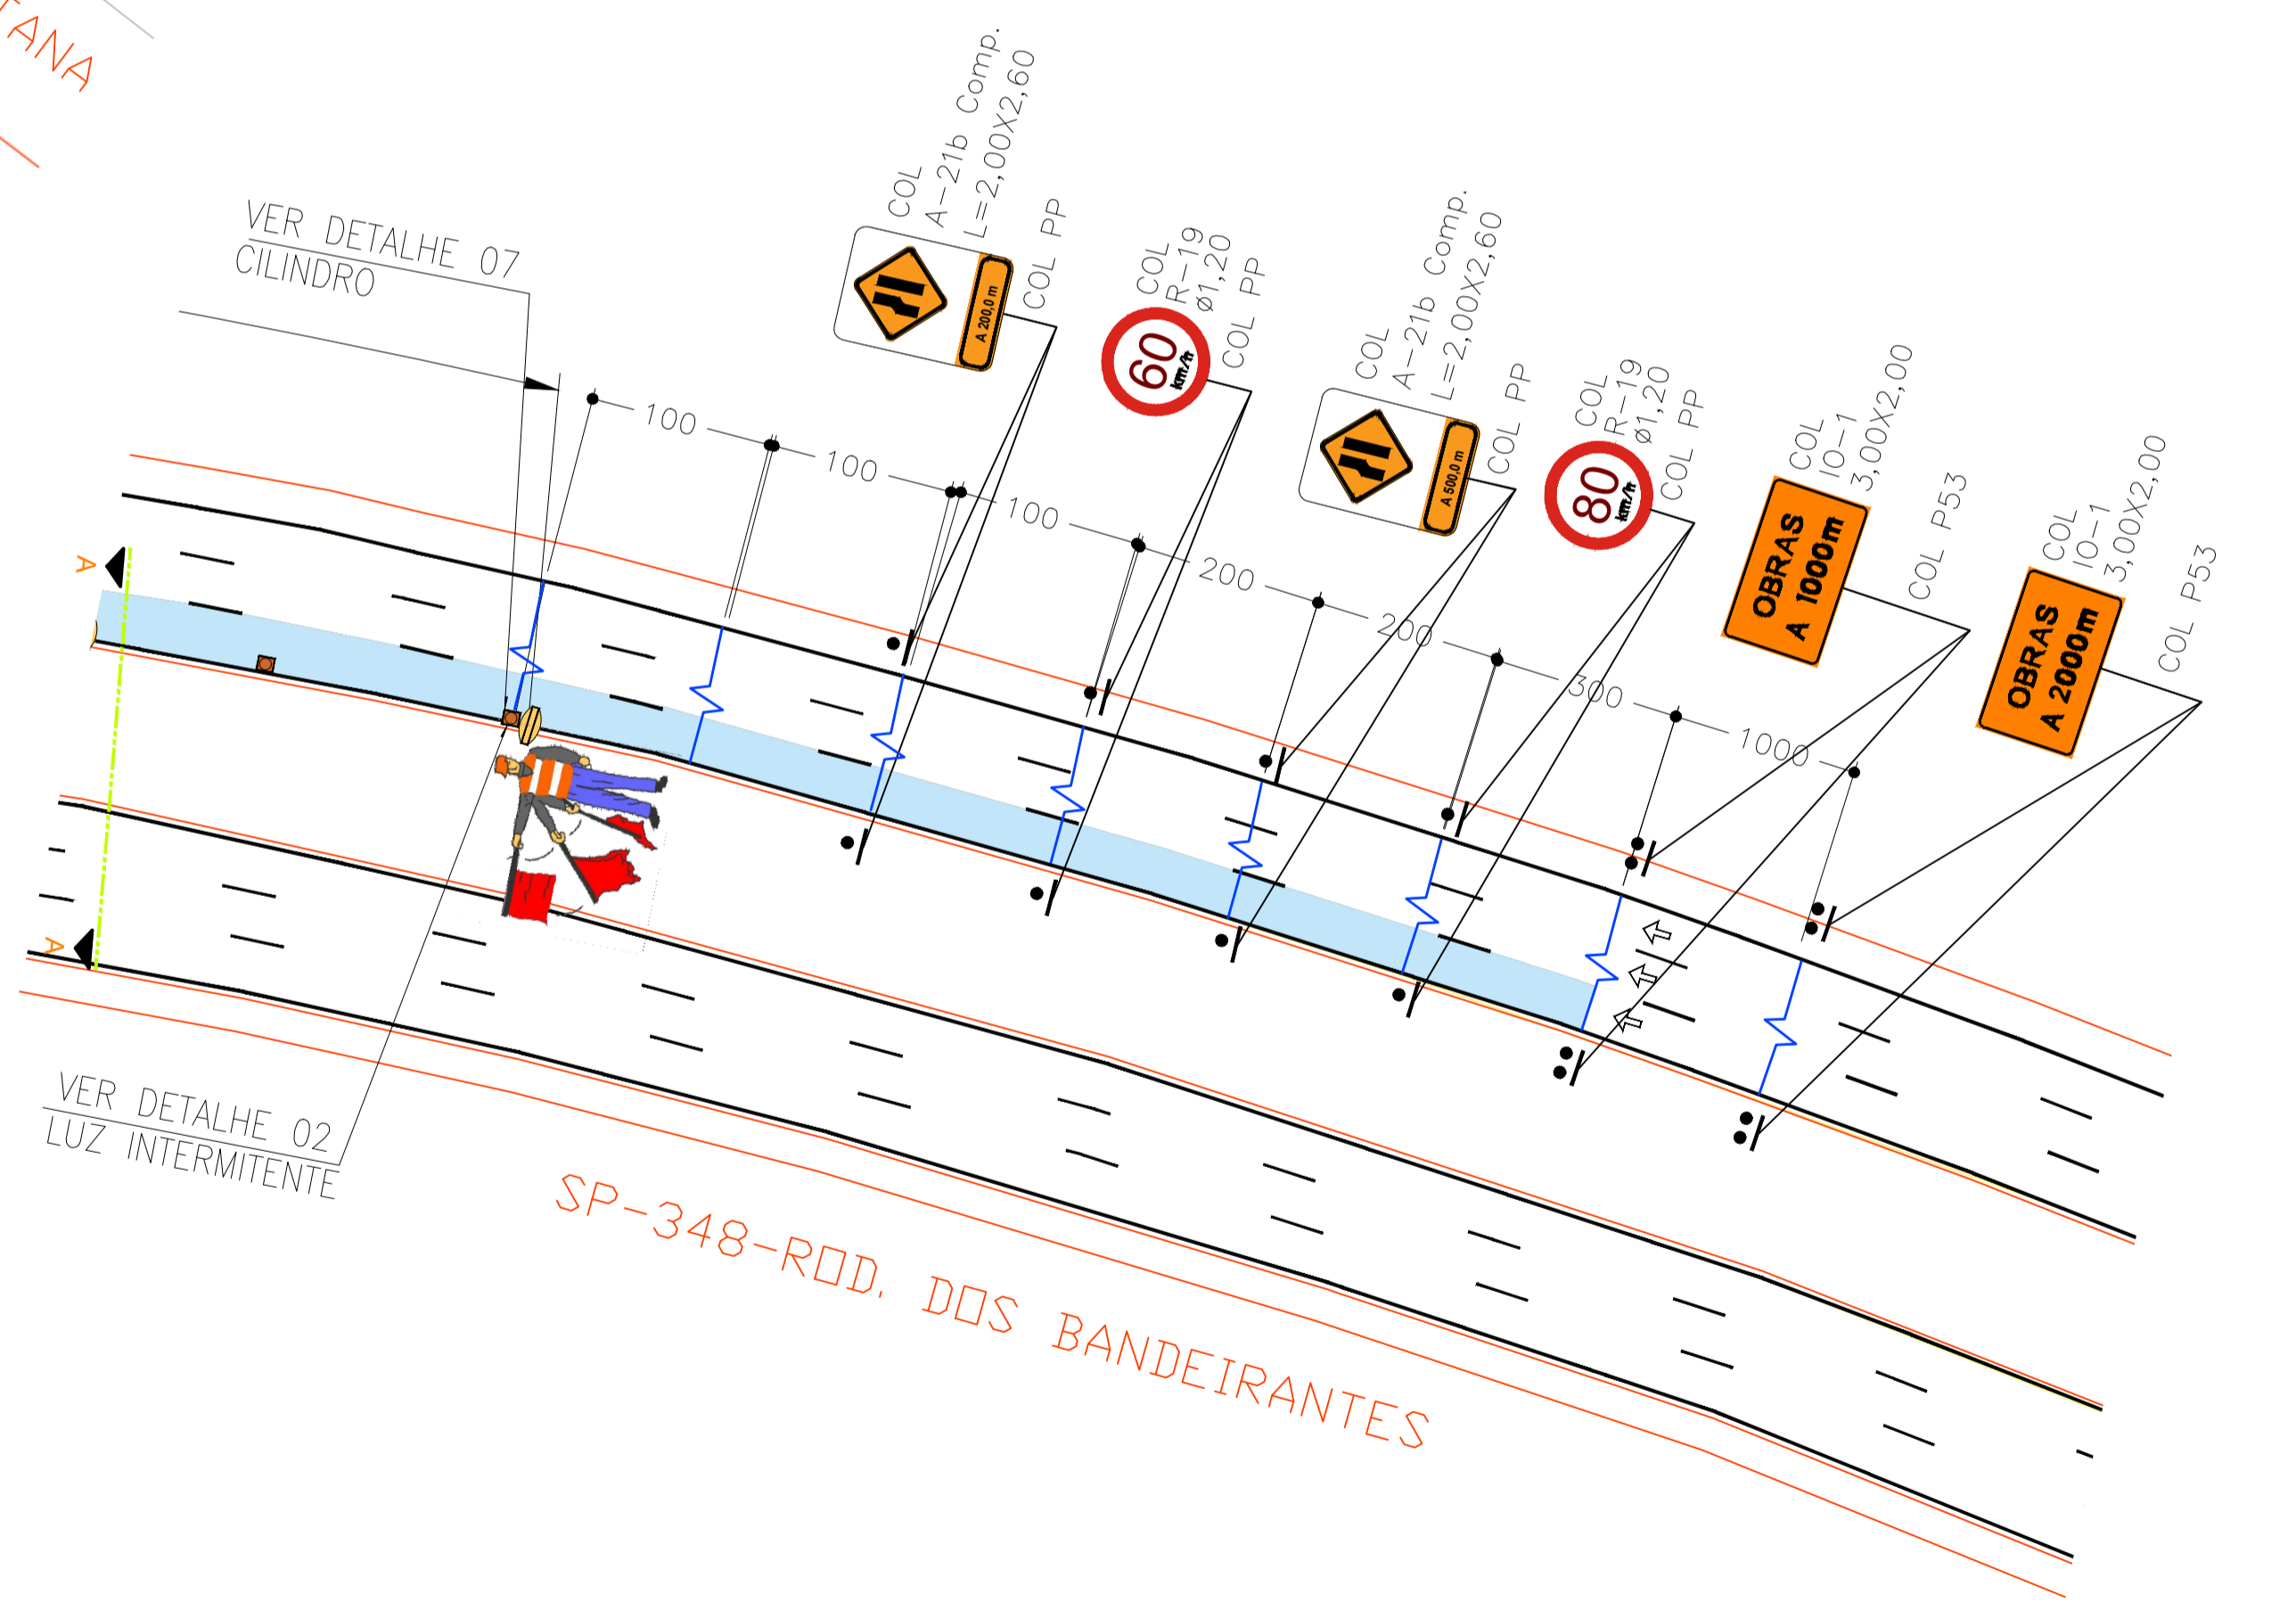 TANA
VER DETALHE 07
CILINDRO
COL
A-21b Comp.
L=2,00X2,60
COL PP
A 200,0 m
COL
R-19
ø1,20
COL PP
60
km/h
COL
A-21b Comp.
L=2,00X2,60
COL PP
A 500,0 m
COL
R-19
ø1,20
COL PP
80
km/h
COL
IO-1
3,00X2,00
COL P53
OBRAS
A 1000m
COL
IO-1
3,00X2,00
COL P53
OBRAS
A 2000m
100
100
100
200
200
300
1000
A
A
VER DETALHE 02
LUZ INTERMITENTE
SP-348-ROD. DOS BANDEIRANTES